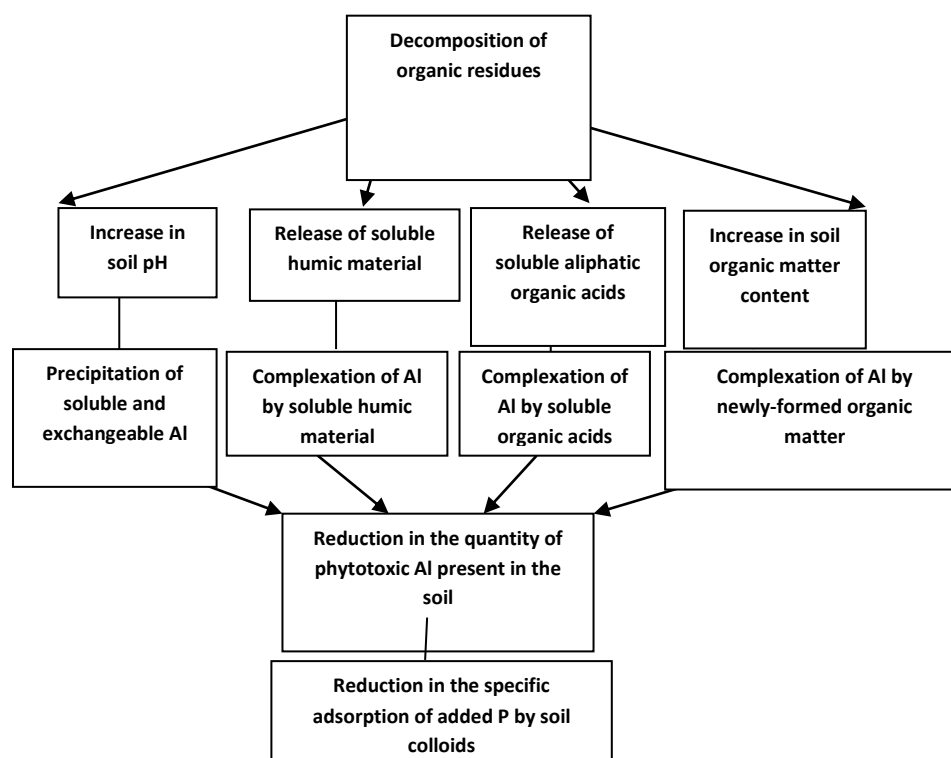 Decomposition of
organic residues
Increase in
soil pH
Release of soluble
humic material
Release of
soluble aliphatic
organic acids
Increase in soil
organic matter
content
Precipitation of
soluble and
exchangeable Al
Complexation of Al
by soluble humic
material
Complexation of
Al by soluble
organic acids
Complexation of Al by
newly-formed organic
matter
Reduction in the quantity of
phytotoxic Al present in the
soil
Reduction in the specific
adsorption of added P by soil
colloids